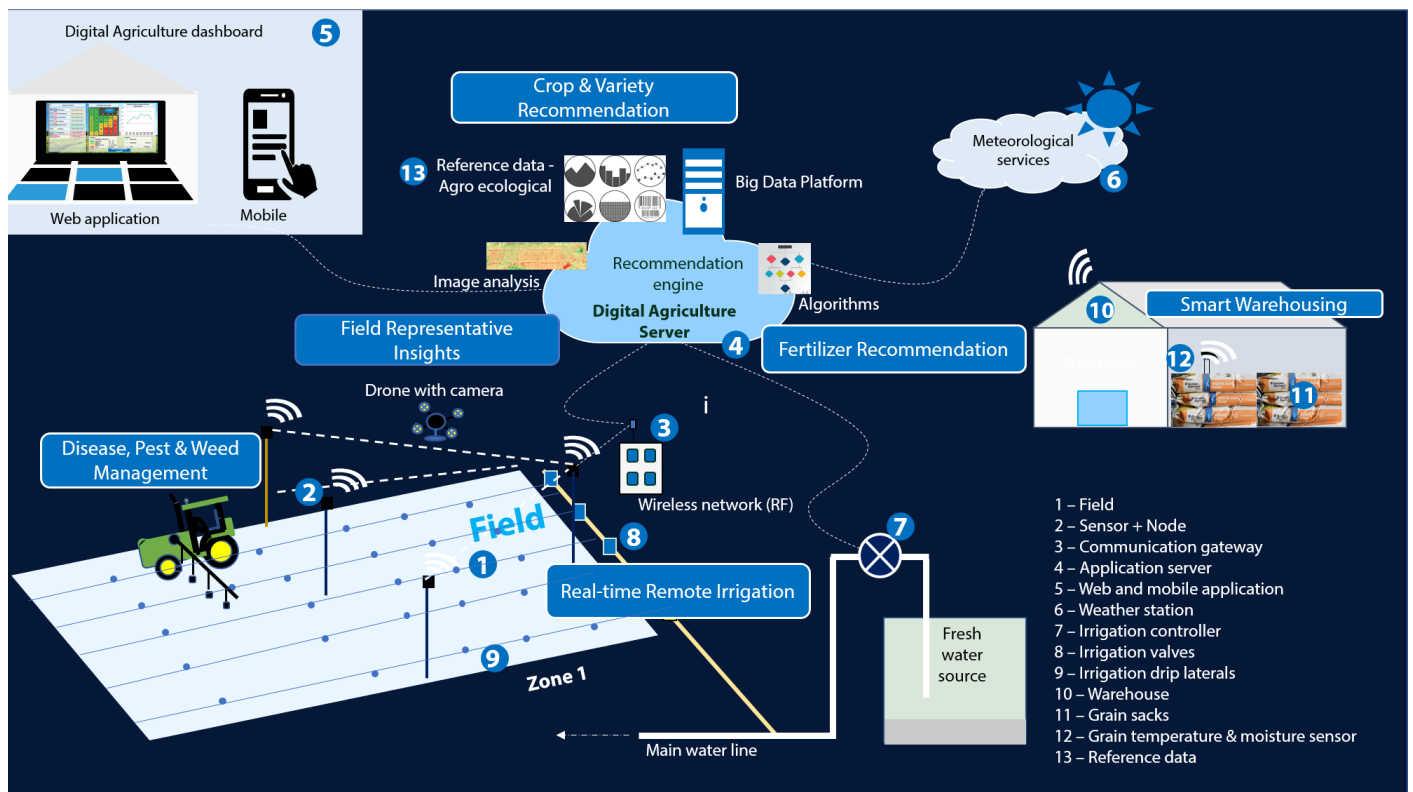 Digital Agriculture dashboard
5
Web application
Mobile
Crop & Variety
Recommendation
13
Reference data -
Agro ecological
Big Data Platform
Meteorological
services
6
Image analysis
Recommendation
engine
Digital Agriculture
Server
4
Algorithms
Field Representative
Insights
Fertilizer Recommendation
10
Smart Warehousing
Warehouse
12
11
Drone with camera
i
3
Wireless network (RF)
Disease, Pest & Weed
Management
2
Field
1
8
7
Real-time Remote Irrigation
9
Zone 1
Fresh
water
source
Main water line
1 – Field
2 – Sensor + Node
3 – Communication gateway
4 – Application server
5 – Web and mobile application
6 – Weather station
7 – Irrigation controller
8 – Irrigation valves
9 – Irrigation drip laterals
10 – Warehouse
11 – Grain sacks
12 – Grain temperature & moisture sensor
13 – Reference data